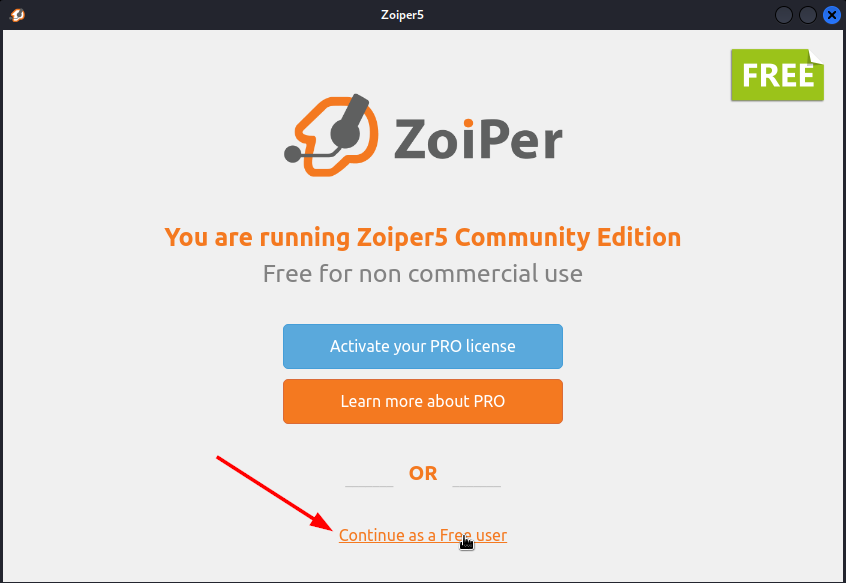 Zoiper5
FREE
ZoiPer
You are running Zoiper5 Community Edition
Free for non commercial use
Activate your PRO license
Learn more about PRO
OR
Continue as a Free user